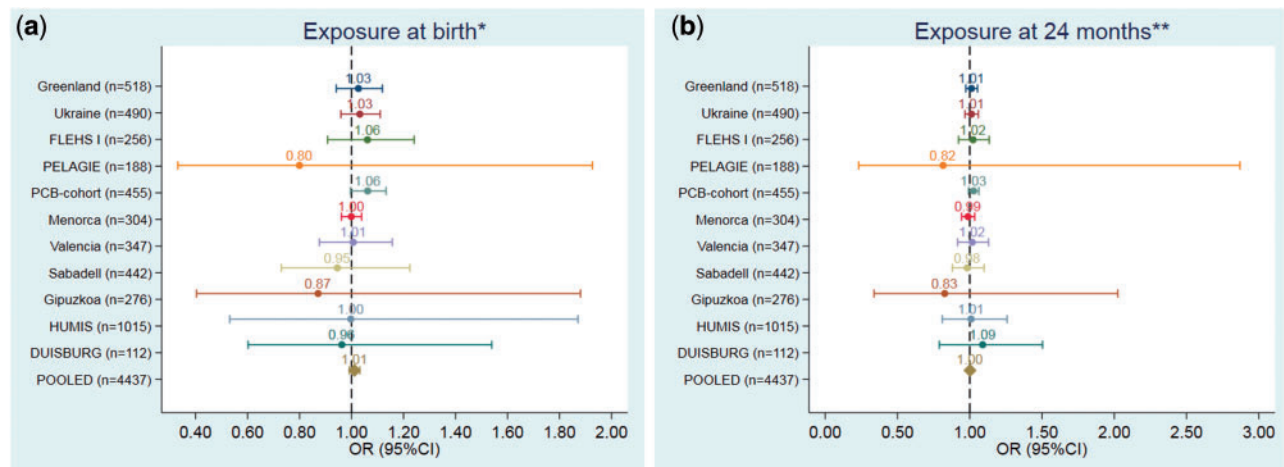 (a)
Exposure at birth*
Greenland (n=518)
1.03
Ukraine (n=490)
1.03
FLEHS I (n=256)
1.06
PELAGIE (n=188)
0.80
PCB-cohort (n=455)
1.06
Menorca (n=304)
1.00
Valencia (n=347)
1.01
Sabadell (n=442)
0.95
Gipuzkoa (n=276)
0.87
HUMIS (n=1015)
1.00
DUISBURG (n=112)
0.96
POOLED (n=4437)
1.01
0.40 0.60 0.80 1.00 1.20 1.40 1.60 1.80 2.00
OR (95%CI)
(b)
Exposure at 24 months**
Greenland (n=518)
1.01
Ukraine (n=490)
1.01
FLEHS I (n=256)
1.02
PELAGIE (n=188)
0.82
PCB-cohort (n=455)
1.03
Menorca (n=304)
0.99
Valencia (n=347)
1.02
Sabadell (n=442)
0.98
Gipuzkoa (n=276)
0.83
HUMIS (n=1015)
1.01
DUISBURG (n=112)
1.09
POOLED (n=4437)
1.00
0.00 0.50 1.00 1.50 2.00 2.50 3.00
OR (95%CI)